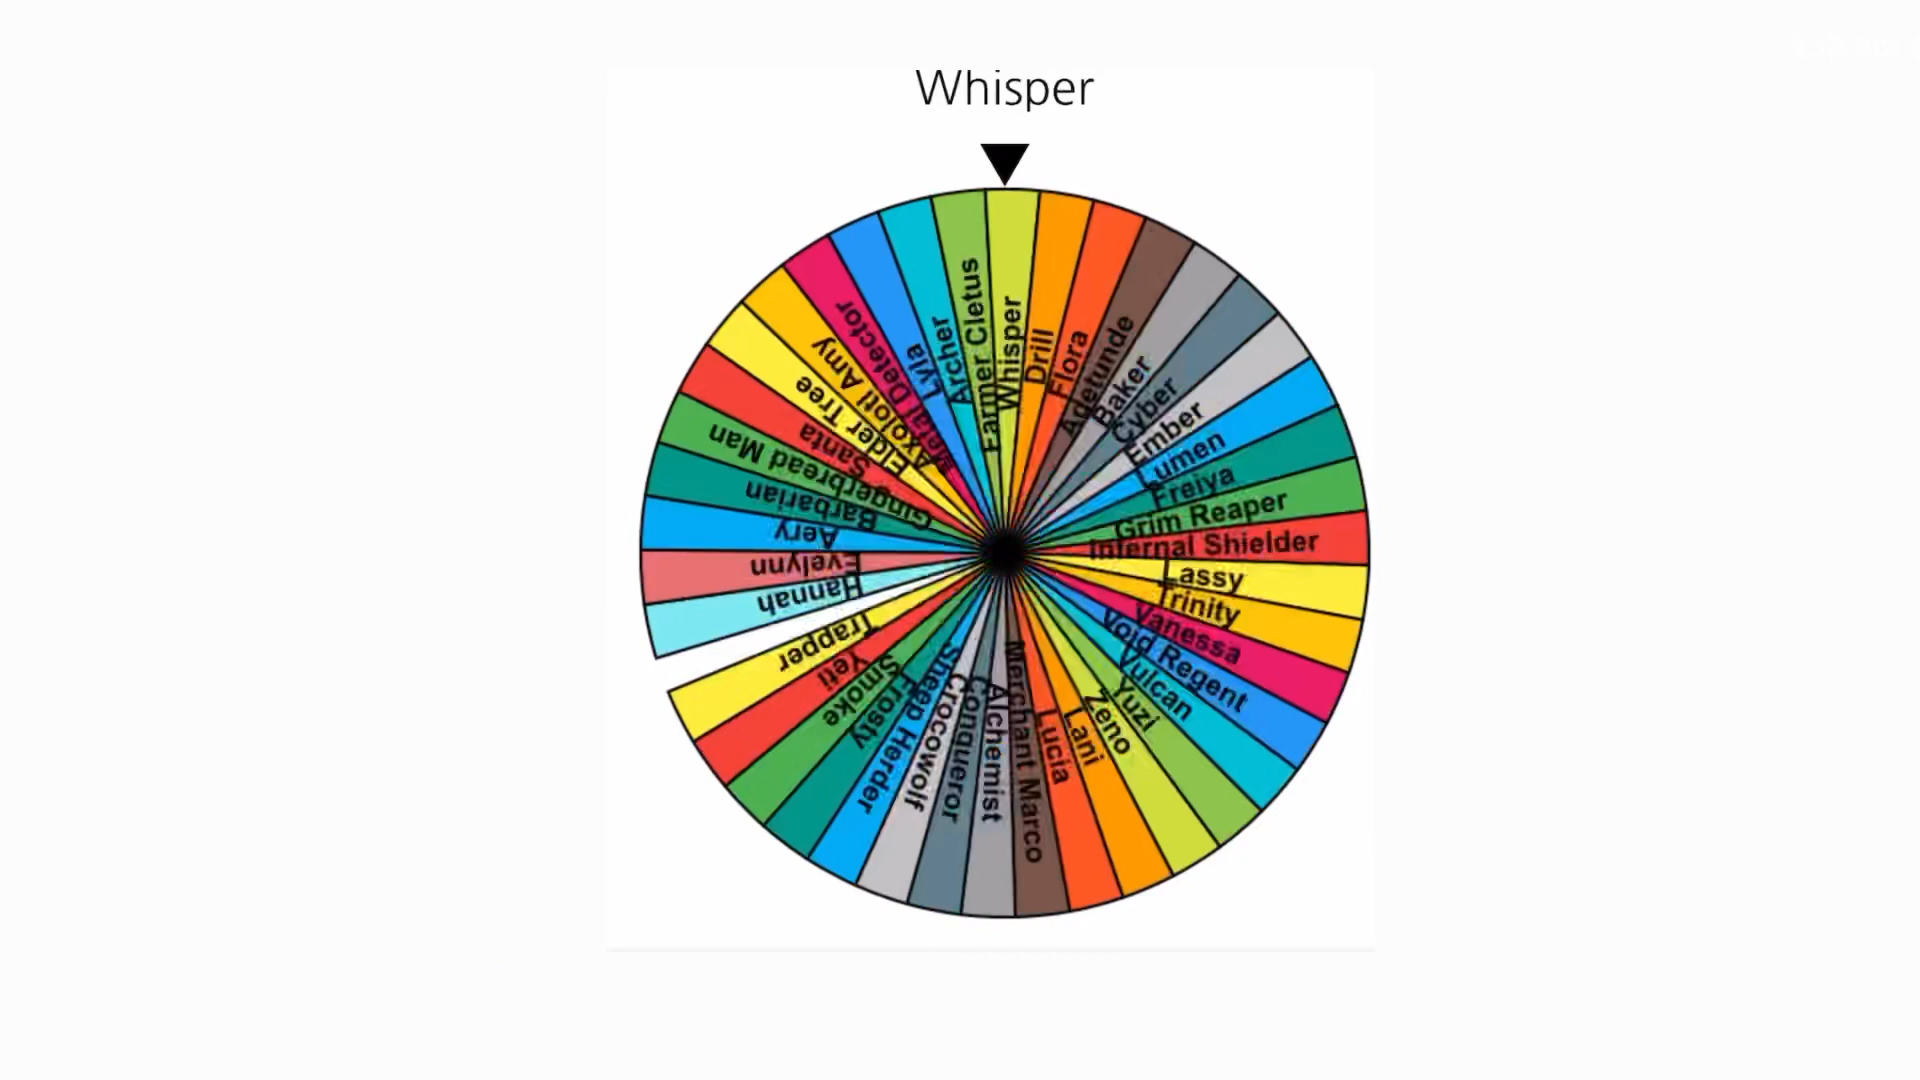 Whisper
Whisper
Drill
Flora
Adetunde
Baker
Cyber
Ember
Lumen
Freiya
Grim Reaper
Infernal Shielder
Lassy
Trinity
Vanessa
Void Regent
Vulcan
Yuzi
Zeno
Lani
Lucia
Merchant Marco
Alchemist
Conqueror
Crocowolf
Sheep Herder
Frosty
Smoke
Yeti
Trapper
Hannah
Evelynn
Aery
Barbarian
Gingerbread Man
Santa
Elder Tree
Axolotl Amy
Metal Detector
Lyla
Archer
Farmer Cletus